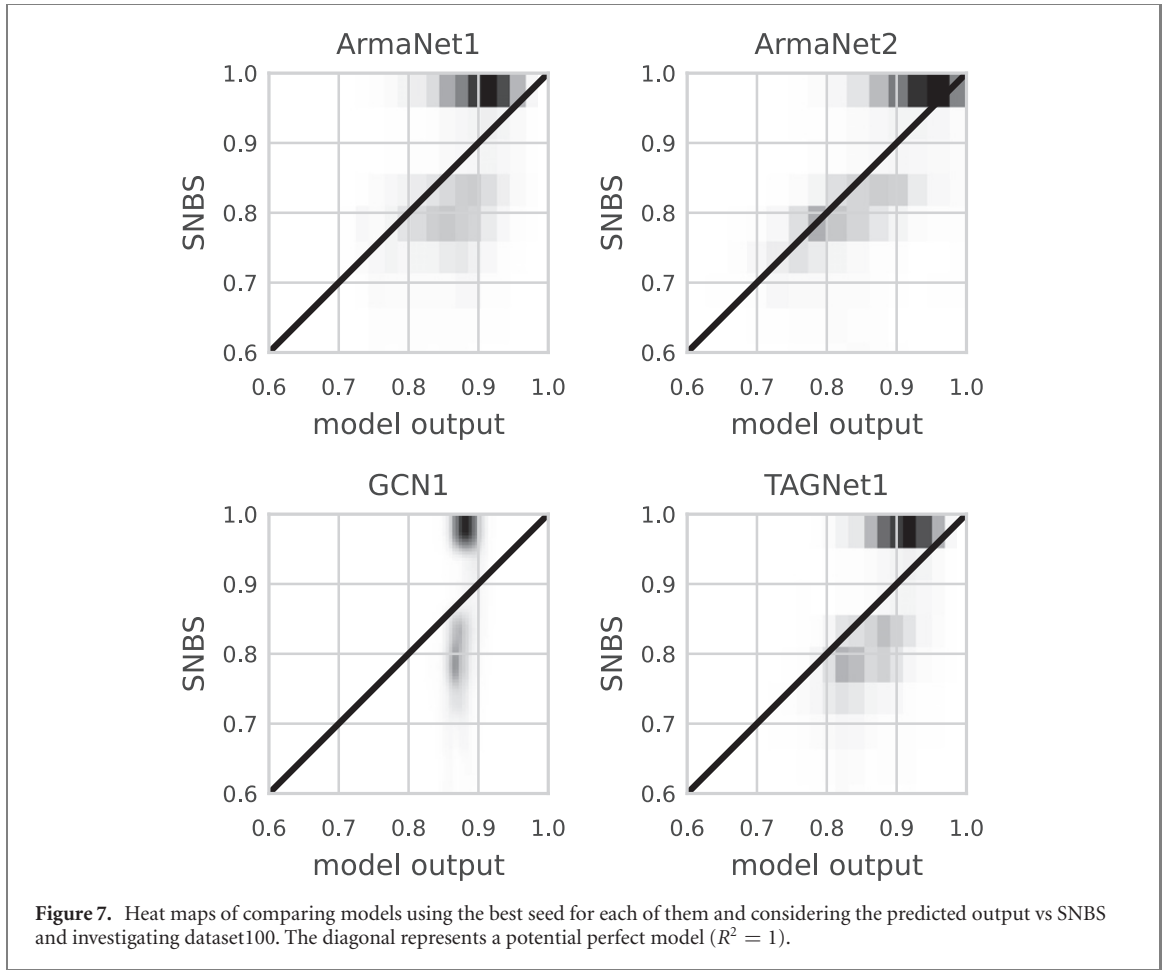 ArmaNet1
ArmaNet2
1.0
0.9
0.8
0.7
0.6
SNBS
0.6 0.7 0.8 0.9 1.0
model output
1.0
0.9
0.8
0.7
0.6
SNBS
0.6 0.7 0.8 0.9 1.0
model output
GCN1
TAGNet1
1.0
0.9
0.8
0.7
0.6
SNBS
0.6 0.7 0.8 0.9 1.0
model output
1.0
0.9
0.8
0.7
0.6
SNBS
0.6 0.7 0.8 0.9 1.0
model output
Figure 7. Heat maps of comparing models using the best seed for each of them and considering the predicted output vs SNBS
and investigating dataset100. The diagonal represents a potential perfect model (R² = 1).